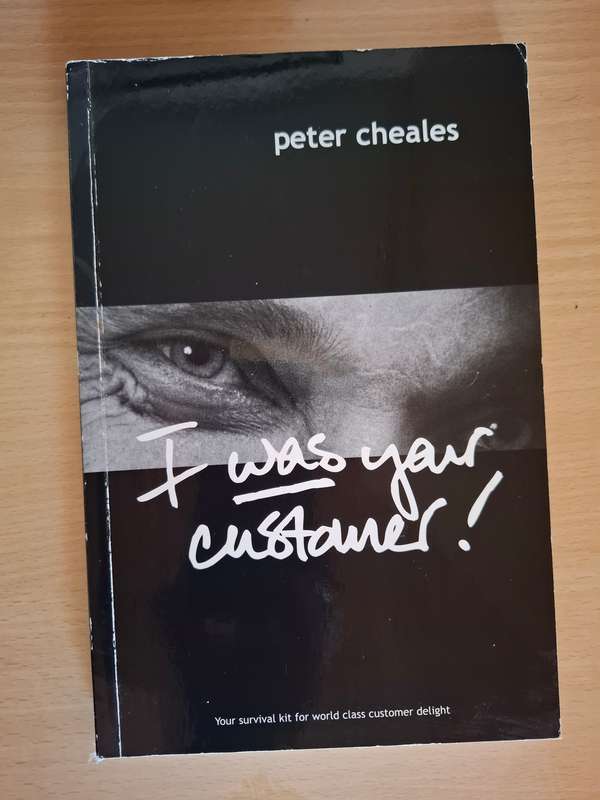 peter cheales
I was your
customer!
Your survival kit for world class customer delight